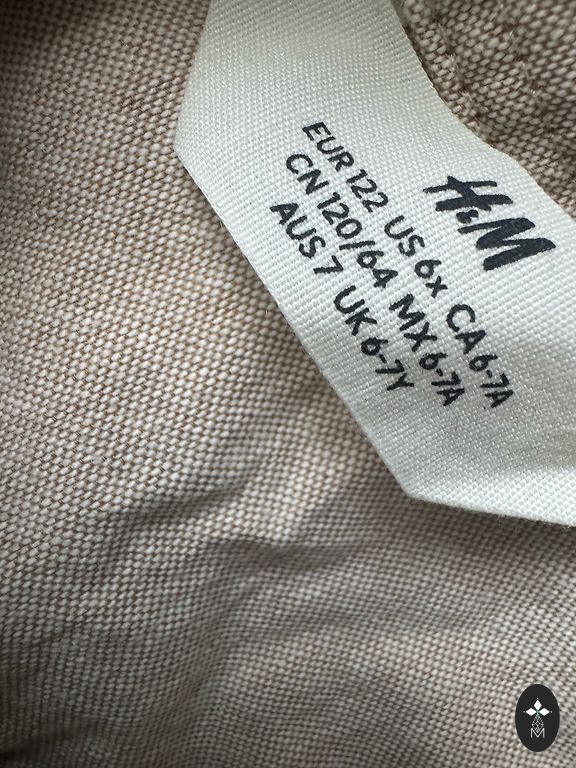 H&M
EUR 122 US 6x CA 6-7A
CN 120/64 MX 6-7A
AUS 7 UK 6-7Y
M